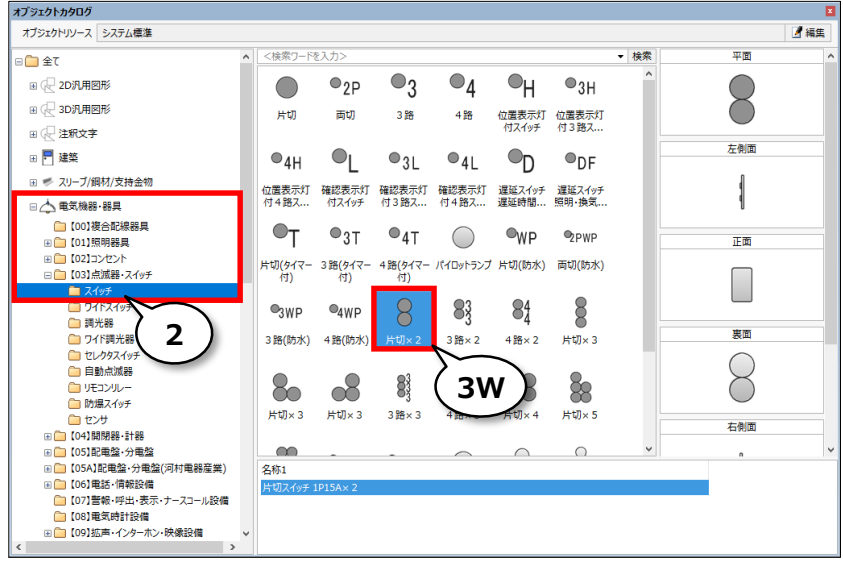 オブジェクトカタログ
オブジェクトリソース システム標準
編集
全て
2D汎用図形
3D汎用図形
注釈文字
建築
スリーブ/鋼材/支持金物
電気機器・器具
【00】複合配線器具
【01】照明器具
【02】コンセント
【03】点滅器・スイッチ
スイッチ
ワイドスイッチ
調光器
ワイド調光器
セレクタスイッチ
自動点滅器
リモコンリレー
防爆スイッチ
センサ
【04】開閉器・計器
【05】配電盤・分電盤
【05A】配電盤・分電盤(河村電器産業)
【06】電話・情報設備
【07】警報・呼出・表示・ナースコール設備
【08】電気時計設備
【09】拡声・インターホン・映像設備
2
<検索ワードを入力>
検索
2P 3 4 H 3H
片切 両切 3路 4路 位置表示灯 位置表示灯
付スイッチ 付3路ス...
4H L 3L 4L D DF
位置表示灯 確認表示灯 確認表示灯 確認表示灯 遅延スイッチ 遅延スイッチ
付4路ス... 付スイッチ 付3路ス... 付4路ス... 遅延時間... 照明・換気...
T 3T 4T WP 2PWP
片切(タイマー 3路(タイマー 4路(タイマー パイロットランプ 片切(防水) 両切(防水)
付) 付) 付)
3WP 4WP 3 3 4 4
3路(防水) 4路(防水) 片切×2 3路×2 4路×2 片切×3
3W
3 3 3
片切×3 片切×3 3路×3 4路×3 片切×4 片切×5
名称1
片切スイッチ 1P15A×2
平面
左側面
正面
裏面
右側面